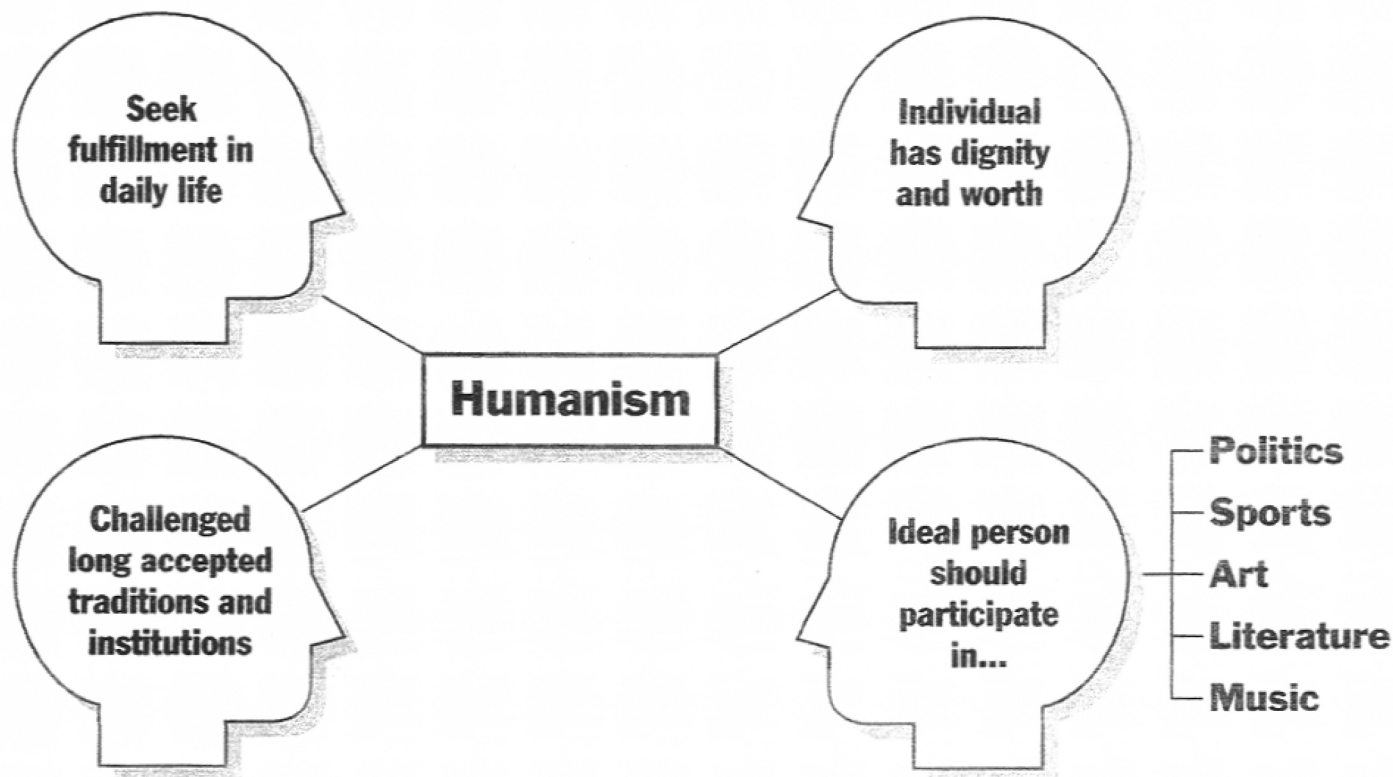 Seek
fulfillment in
daily life
Individual
has dignity
and worth
Humanism
Challenged
long accepted
traditions and
institutions
Ideal person
should
participate
in...
Politics
Sports
Art
Literature
Music